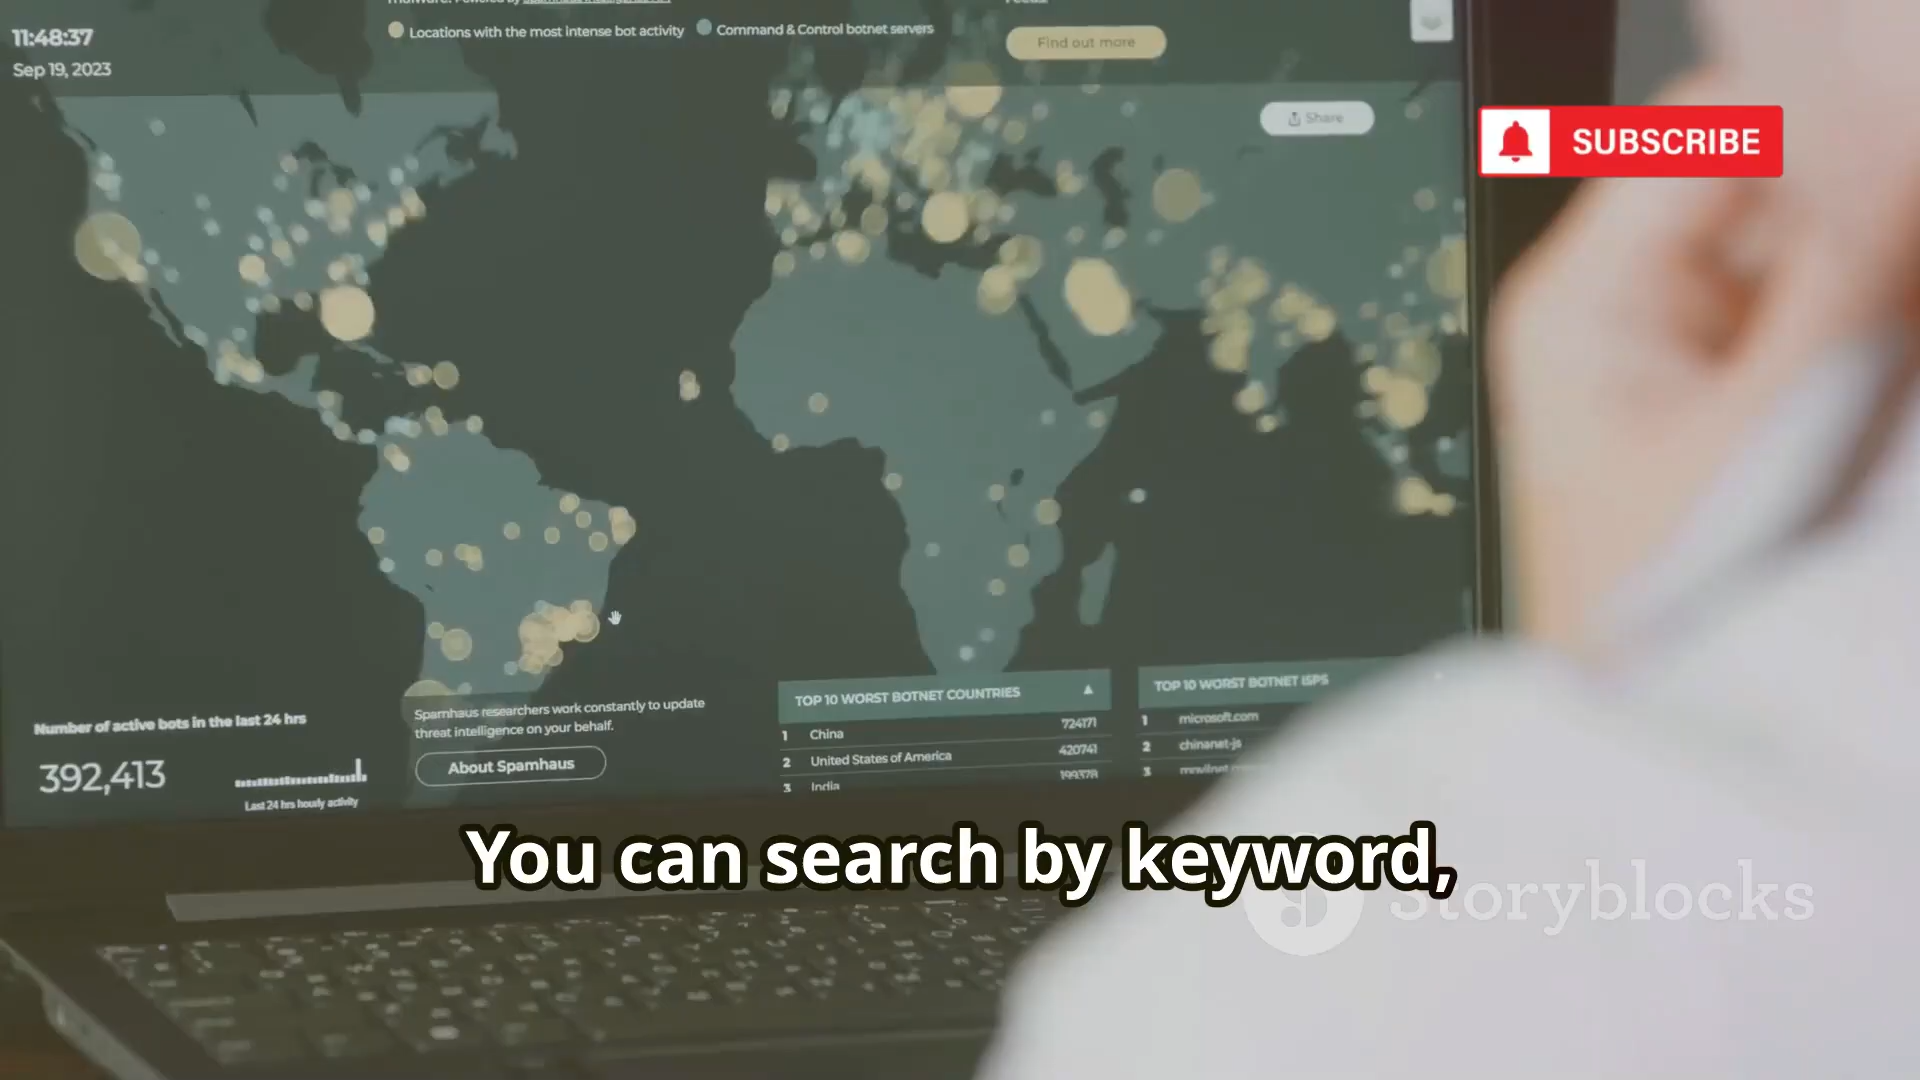 11:48:37
Sep 19, 2023
Locations with the most intense bot activity
Command & Control botnet servers
Find out more
Share
SUBSCRIBE
Number of active bots in the last 24 hrs
392,413
Last 24 hrs hourly activity
Spamhaus researchers work constantly to update
threat intelligence on your behalf.
About Spamhaus
TOP 10 WORST BOTNET COUNTRIES
1 China 724171
2 United States of America 420741
3 India 199378
TOP 10 WORST BOTNET ISPS
1 microsoft.com
2 chinanet-js
3
You can search by keyword,
Storyblocks